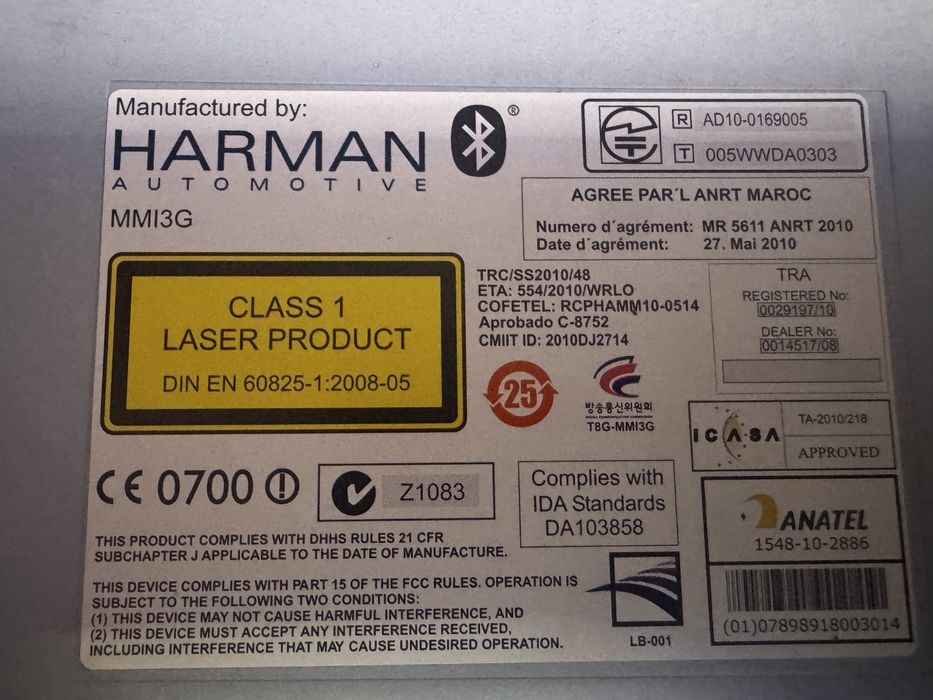 Manufactured by:
HARMAN
AUTOMOTIVE
MMI3G
®
R AD10-0169005
T 005WWDA0303
AGREE PAR´L ANRT MAROC
Numero d´agrément: MR 5611 ANRT 2010
Date d´agrément: 27. Mai 2010
CLASS 1
LASER PRODUCT
DIN EN 60825-1:2008-05
TRC/SS2010/48
ETA: 554/2010/WRLO
COFETEL: RCPHAMM10-0514
Aprobado C-8752
CMIIT ID: 2010DJ2714
TRA
REGISTERED No:
0029197/10
DEALER No:
0014517/08
25
방송통신위원회
T8G-MMI3G
ICASA
TA-2010/218
APPROVED
CE 0700
Z1083
Complies with
IDA Standards
DA103858
ANATEL
1548-10-2886
(01)07898918003014
THIS PRODUCT COMPLIES WITH DHHS RULES 21 CFR
SUBCHAPTER J APPLICABLE TO THE DATE OF MANUFACTURE.
THIS DEVICE COMPLIES WITH PART 15 OF THE FCC RULES. OPERATION IS
SUBJECT TO THE FOLLOWING TWO CONDITIONS:
(1) THIS DEVICE MAY NOT CAUSE HARMFUL INTERFERENCE, AND
(2) THIS DEVICE MUST ACCEPT ANY INTERFERENCE RECEIVED,
INCLUDING INTERFERENCE THAT MAY CAUSE UNDESIRED OPERATION.
LB-001